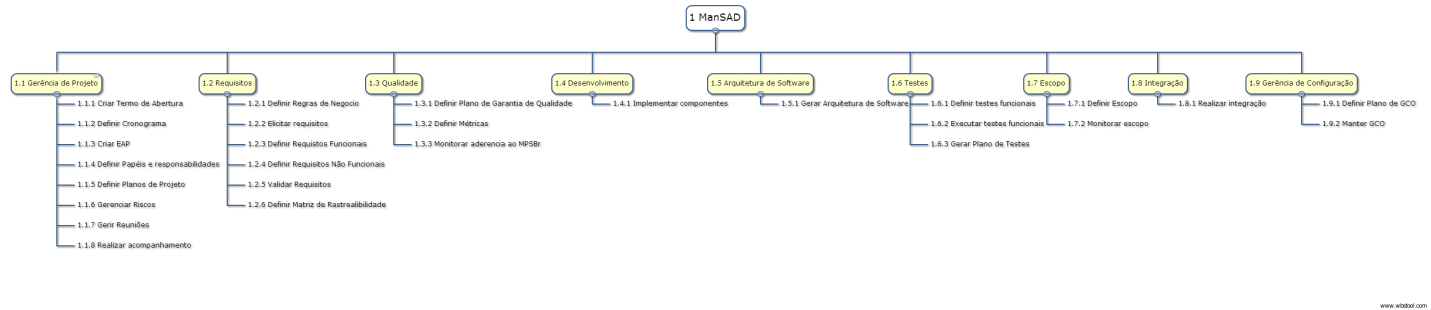 1 ManSAD
1.1 Gerência de Projeto
1.1.1 Criar Termo de Abertura
1.1.2 Definir Cronograma
1.1.3 Criar EAP
1.1.4 Definir Papéis e responsabilidades
1.1.5 Definir Planos de Projeto
1.1.6 Gerenciar Riscos
1.1.7 Gerir Reuniões
1.1.8 Realizar acompanhamento
1.2 Requisitos
1.2.1 Definir Regras de Negocio
1.2.2 Elicitar requisitos
1.2.3 Definir Requistos Funcionais
1.2.4 Definir Requisitos Não Funcionais
1.2.5 Validar Requisitos
1.2.6 Definir Matriz de Rastrealibilidade
1.3 Qualidade
1.3.1 Definir Plano de Garantia de Qualidade
1.3.2 Definir Métricas
1.3.3 Monitorar aderencia ao MPSBr
1.4 Desenvolvimento
1.4.1 Implementar componentes
1.5 Arquitetura de Software
1.5.1 Gerar Arquitetura de Software
1.6 Testes
1.6.1 Definir testes funcionais
1.6.2 Executar testes funcionais
1.6.3 Gerar Plano de Testes
1.7 Escopo
1.7.1 Definir Escopo
1.7.2 Monitorar escopo
1.8 Integração
1.8.1 Realizar integração
1.9 Gerência de Configuração
1.9.1 Definir Plano de GCO
1.9.2 Manter GCO
www.wbstool.com